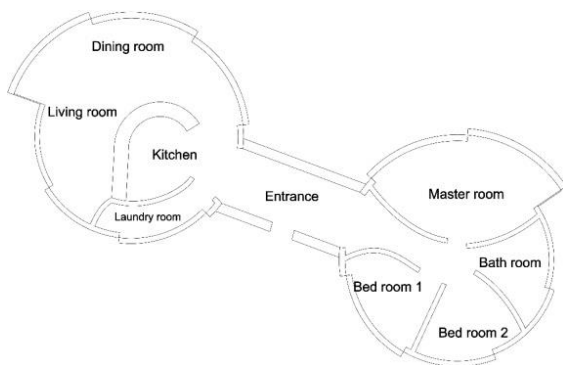 Dining room
Living room
Kitchen
Laundry room
Entrance
Master room
Bath room
Bed room 1
Bed room 2